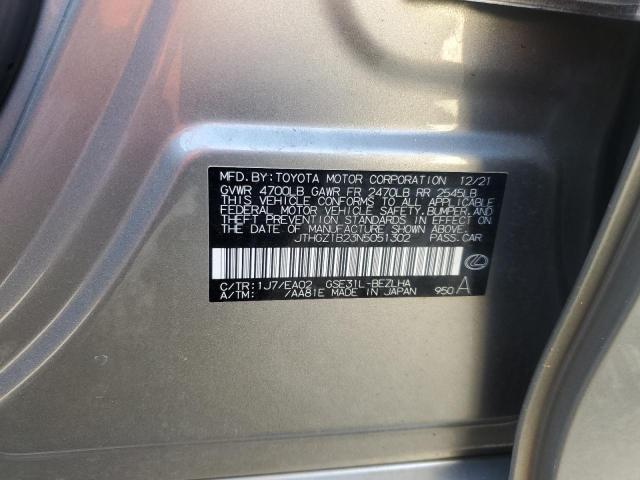 MFD.BY:TOYOTA MOTOR CORPORATION 12/21
GVWR 4700LB GAWR FR 2470LB RR 2545LB
THIS VEHICLE CONFORMS TO ALL APPLICABLE
FEDERAL MOTOR VEHICLE SAFETY,BUMPER,AND
THEFT PREVENTION STANDARDS IN EFFECT ON
THE DATE OF MANUFACTURE SHOWN ABOVE.
JTHGZ1B23N5051302 PASS.CAR
C/TR:1J7/EA02 GSE31L-BEZLHA
A/TM: /AA81E MADE IN JAPAN 950 A